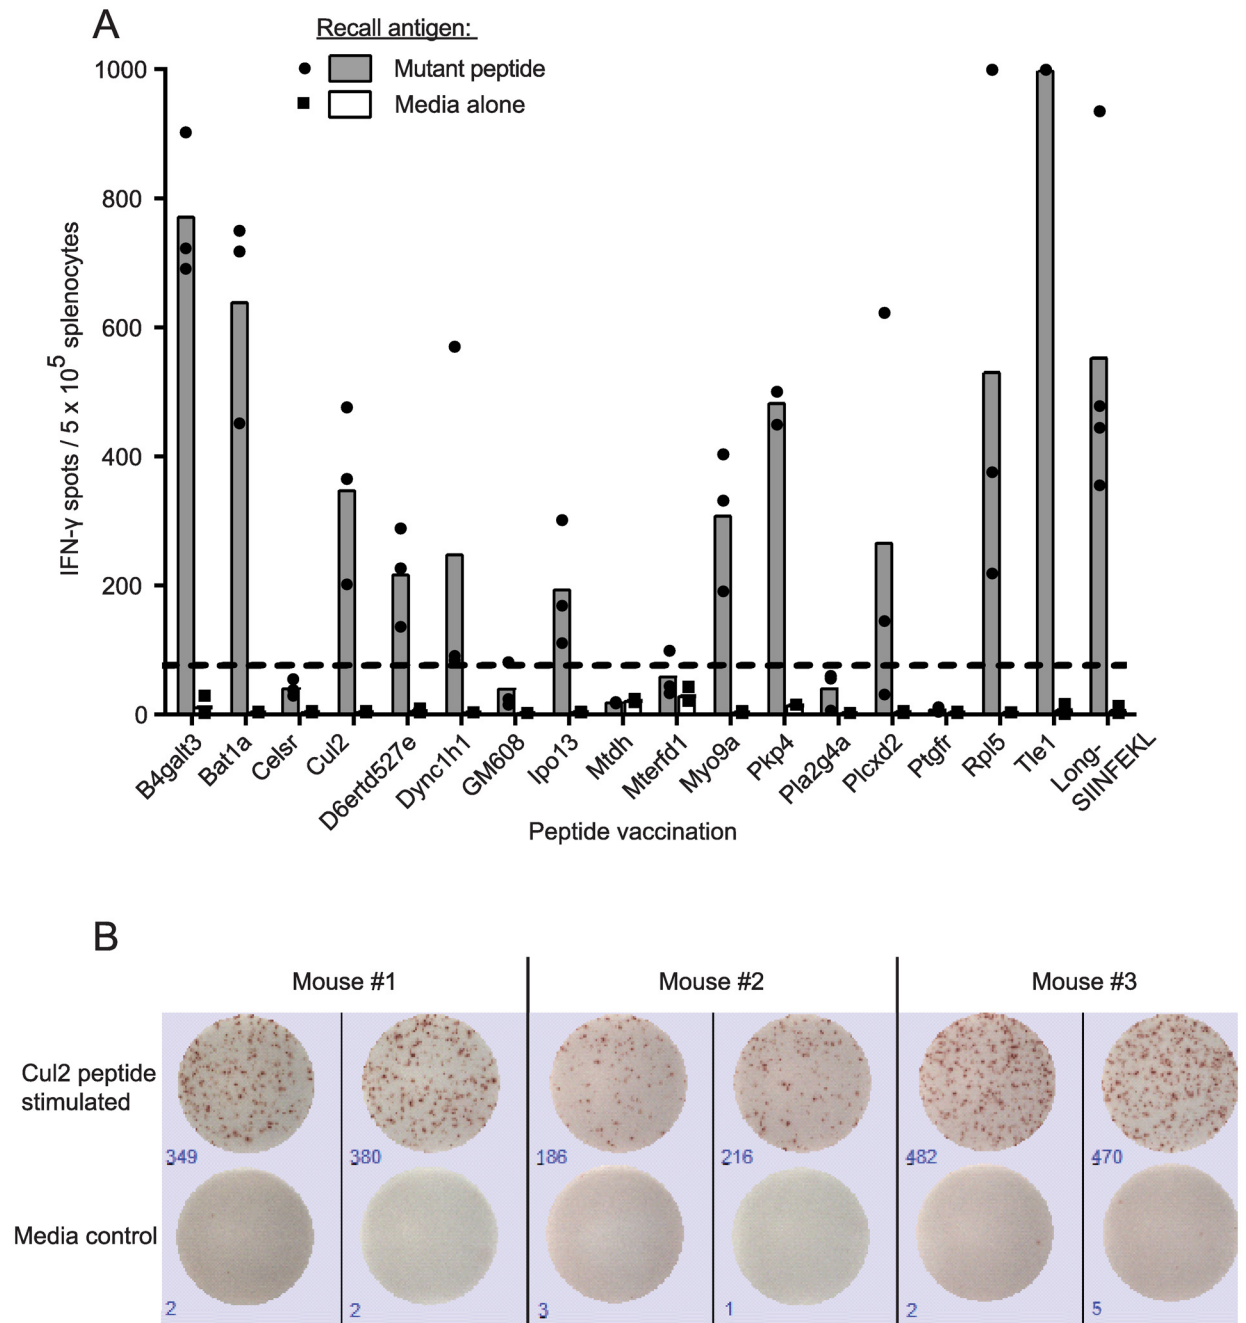 A
Recall antigen:
Mutant peptide
Media alone
IFN-γ spots / 5 x 10⁵ splenocytes
1000
800
600
400
200
0
B4galt3
Bat1a
Celsr
Cul2
D6ertd527e
Dync1h1
GM608
Ipo13
Mtdh
Mterfd1
Myo9a
Pkp4
Pla2g4a
Plcxd2
Ptgfr
Rpl5
Tle1
Long-
SIINFEKL
Peptide vaccination
B
Mouse #1 Mouse #2 Mouse #3
Cul2 peptide
stimulated
349 380 186 216 482 470
Media control
2 2 3 1 2 5